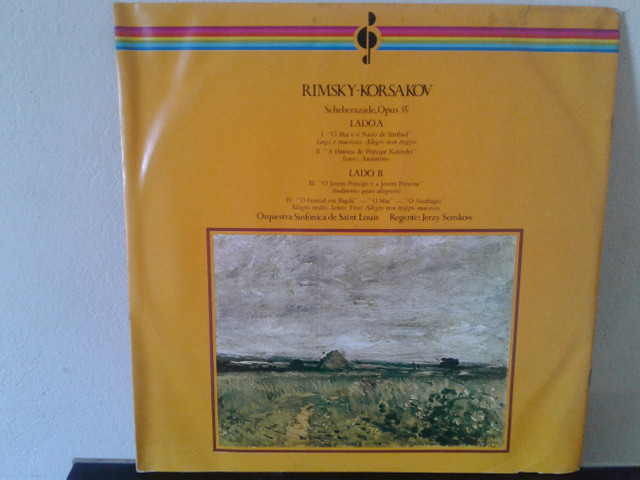 RIMSKY-KORSAKOV
Scheherazade, Opus 35
LADO A
I "O Mar e o Navio de Simbad"
Largo e maestoso; Allegro non troppo
II "A História do Príncipe Kalender"
Lento; Andantino
LADO B
III "O Jovem Príncipe e a Jovem Princesa"
Andantino quasi allegretto
IV "O Festival em Bagdá" — "O Mar" — "O Naufrágio"
Allegro molto; Lento; Vivo; Allegro non troppo maestoso
Orquestra Sinfônica de Saint Louis Regente: Jerzy Semkow